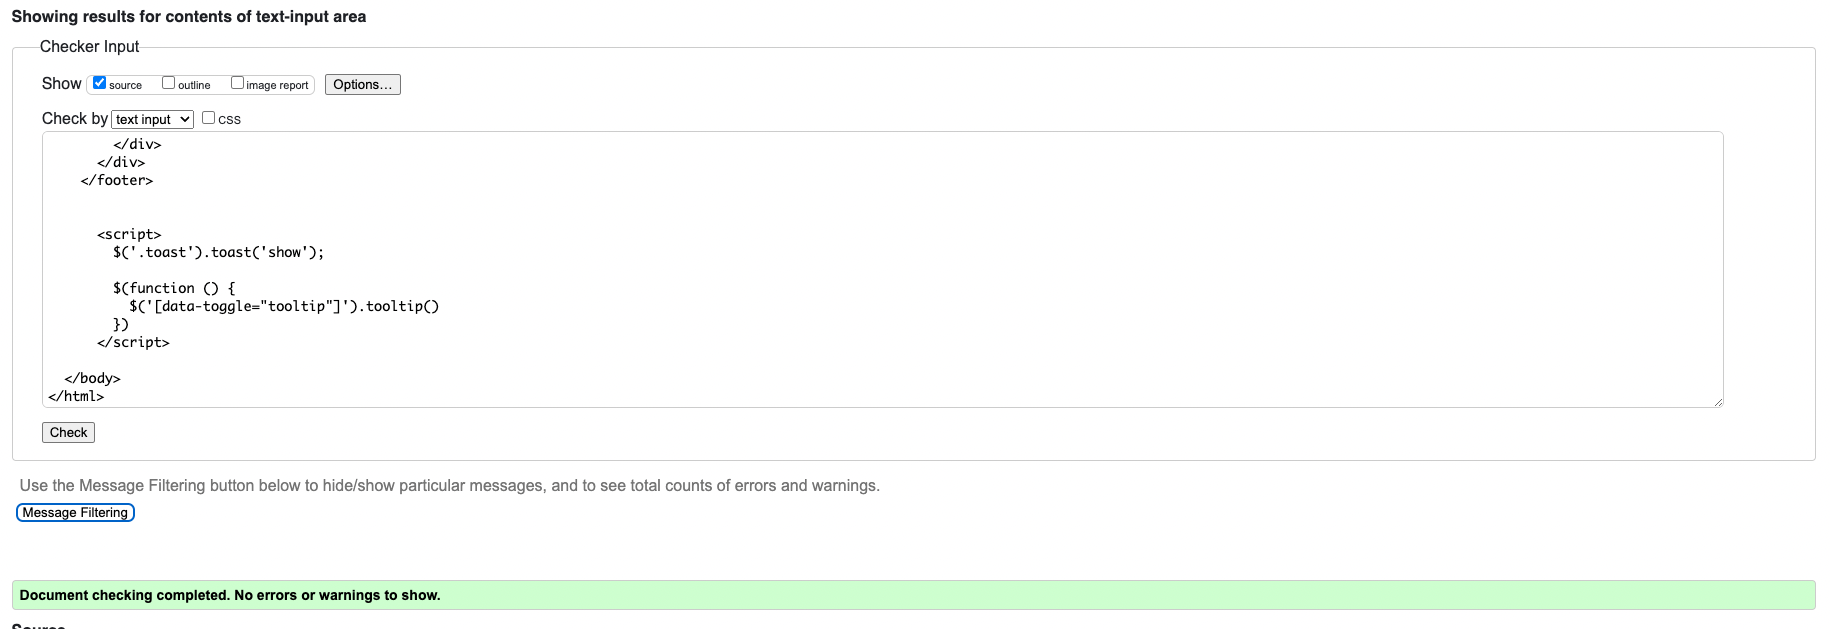 Showing results for contents of text-input area
Checker Input
Show source outline image report Options…
Check by text input css
</div>
</div>
</footer>
<script>
$('.toast').toast('show');
$(function () {
$('[data-toggle="tooltip"]').tooltip()
})
</script>
</body>
</html>
Check
Use the Message Filtering button below to hide/show particular messages, and to see total counts of errors and warnings.
Message Filtering
Document checking completed. No errors or warnings to show.
Source